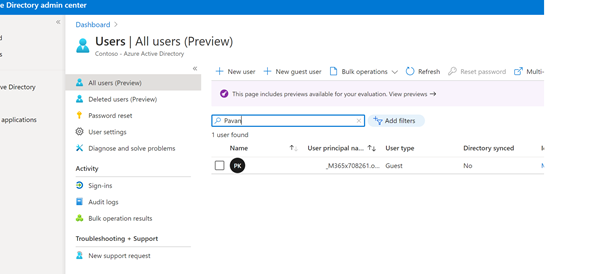 e Directory admin center
Dashboard >
Users | All users (Preview)
Contoso - Azure Active Directory
All users (Preview)
Deleted users (Preview)
Password reset
User settings
Diagnose and solve problems
Activity
Sign-ins
Audit logs
Bulk operation results
Troubleshooting + Support
New support request
ve Directory
applications
+ New user
+ New guest user
Bulk operations
Refresh
Reset password
Multi-
This page includes previews available for your evaluation. View previews →
Pavan
Add filters
1 user found
Name
User principal na...
User type
Directory synced
PK
_M365x708261.o...
Guest
No